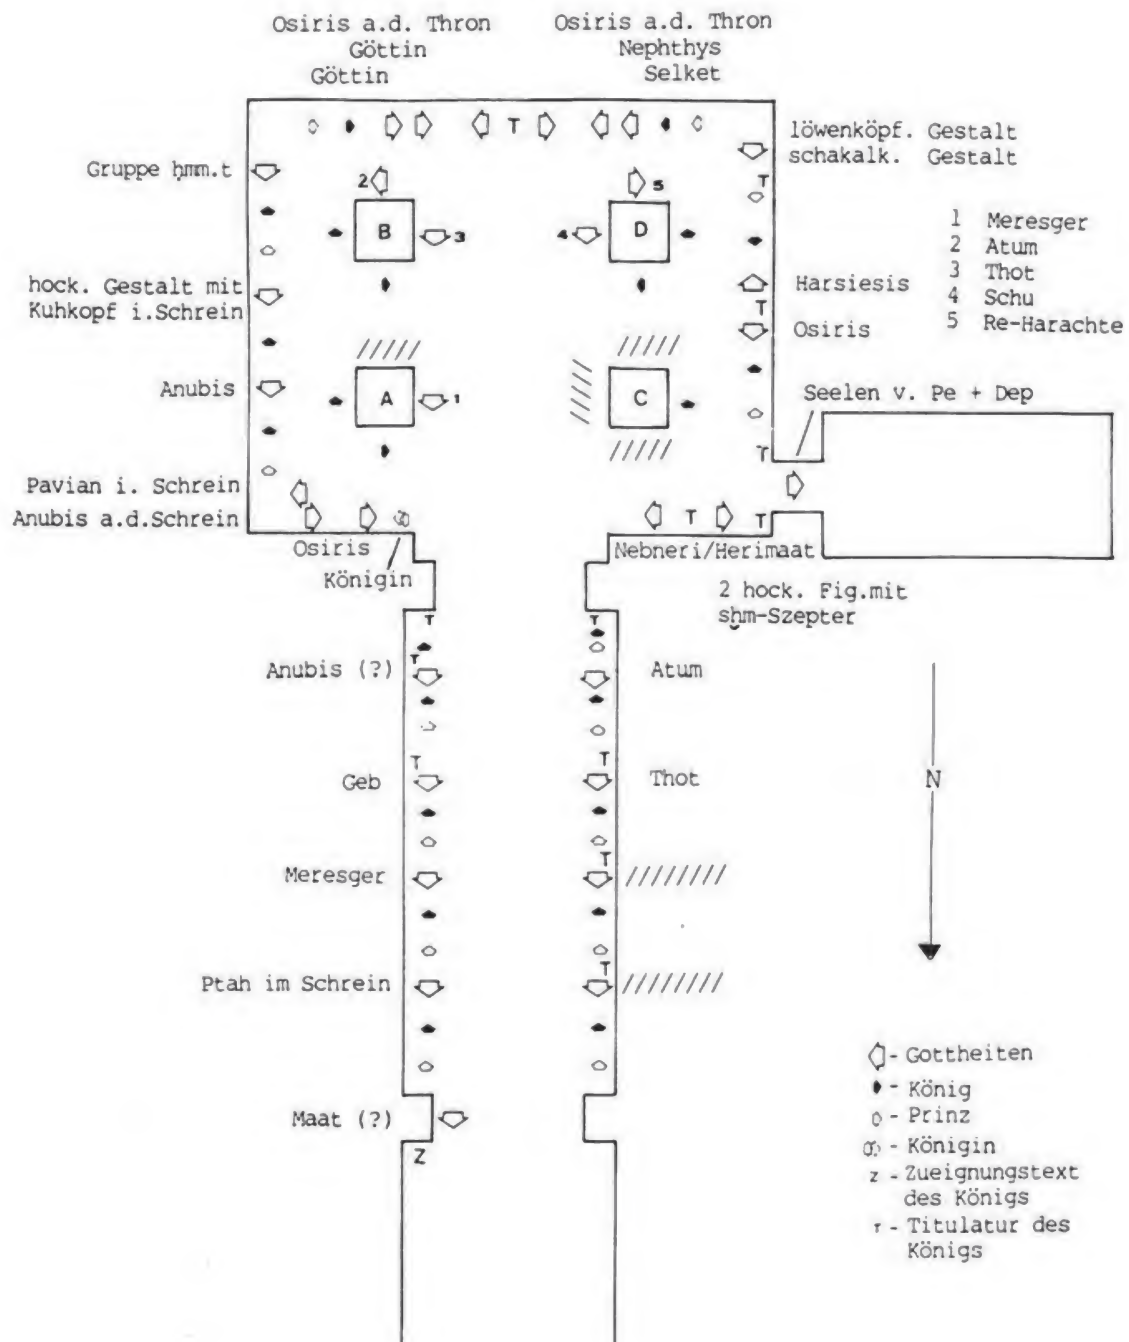 Osiris a.d. Thron
Göttin
Göttin
Osiris a.d. Thron
Nephthys
Selket
T
löwenköpf. Gestalt
schakalk. Gestalt
T
Gruppe ḥmm.t
2
5
B
3
4
D
1 Meresger
2 Atum
3 Thot
4 Schu
5 Re-Harachte
hock. Gestalt mit
Kuhkopf i.Schrein
Harsiesis
T
Osiris
Anubis
A
1
C
Seelen v. Pe + Dep
T
Pavian i. Schrein
Anubis a.d.Schrein
T
T
Osiris
Königin
Nebneri/Herimaat
2 hock. Fig.mit
sḫm-Szepter
T
T
T
Anubis (?)
Atum
T
T
Geb
Thot
N
T
Meresger
T
Ptah im Schrein
Maat (?)
Z
- Gottheiten
- König
- Prinz
- Königin
Z - Zueignungstext
des Königs
T - Titulatur des
Königs